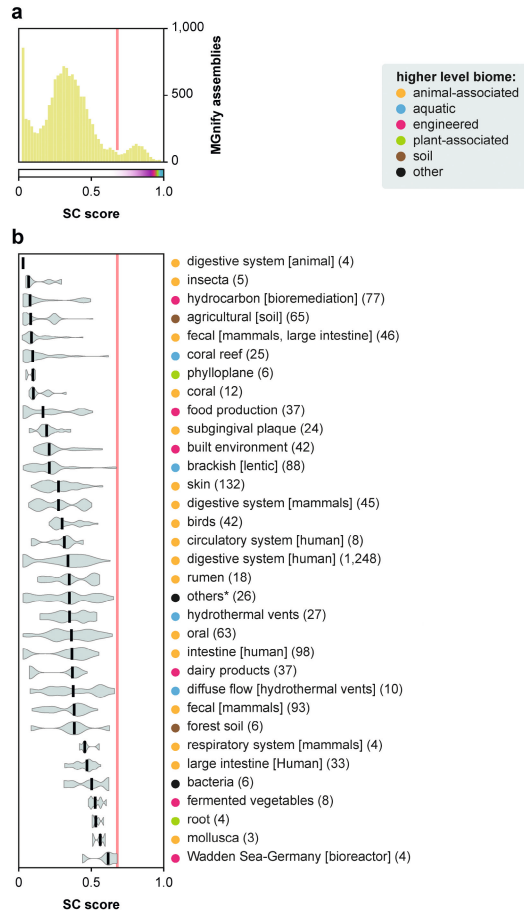 a
1,000
500
0
MGnify assemblies
0
0.5
1.0
SC score
higher level biome:
animal-associated
aquatic
engineered
plant-associated
soil
other
b
digestive system [animal] (4)
insecta (5)
hydrocarbon [bioremediation] (77)
agricultural [soil] (65)
fecal [mammals, large intestine] (46)
coral reef (25)
phylloplane (6)
coral (12)
food production (37)
subgingival plaque (24)
built environment (42)
brackish [lentic] (88)
skin (132)
digestive system [mammals] (45)
birds (42)
circulatory system [human] (8)
digestive system [human] (1,248)
rumen (18)
others* (26)
hydrothermal vents (27)
oral (63)
intestine [human] (98)
dairy products (37)
diffuse flow [hydrothermal vents] (10)
fecal [mammals] (93)
forest soil (6)
respiratory system [mammals] (4)
large intestine [Human] (33)
bacteria (6)
fermented vegetables (8)
root (4)
mollusca (3)
Wadden Sea-Germany [bioreactor] (4)
0
0.5
1.0
SC score